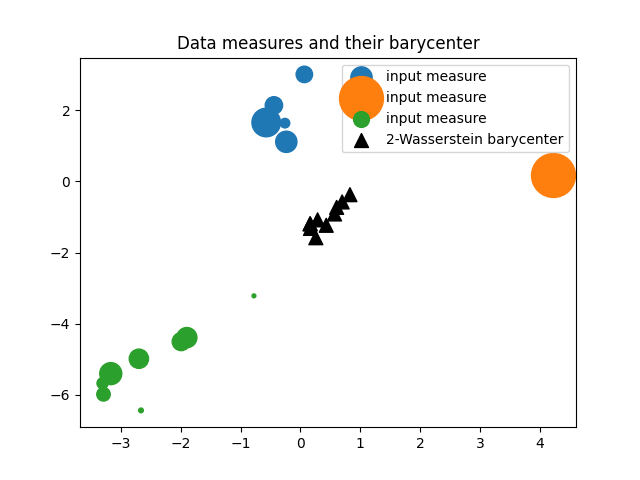 Data measures and their barycenter
input measure
input measure
input measure
2-Wasserstein barycenter
2
0
−2
−4
−6
−3 −2 −1 0 1 2 3 4